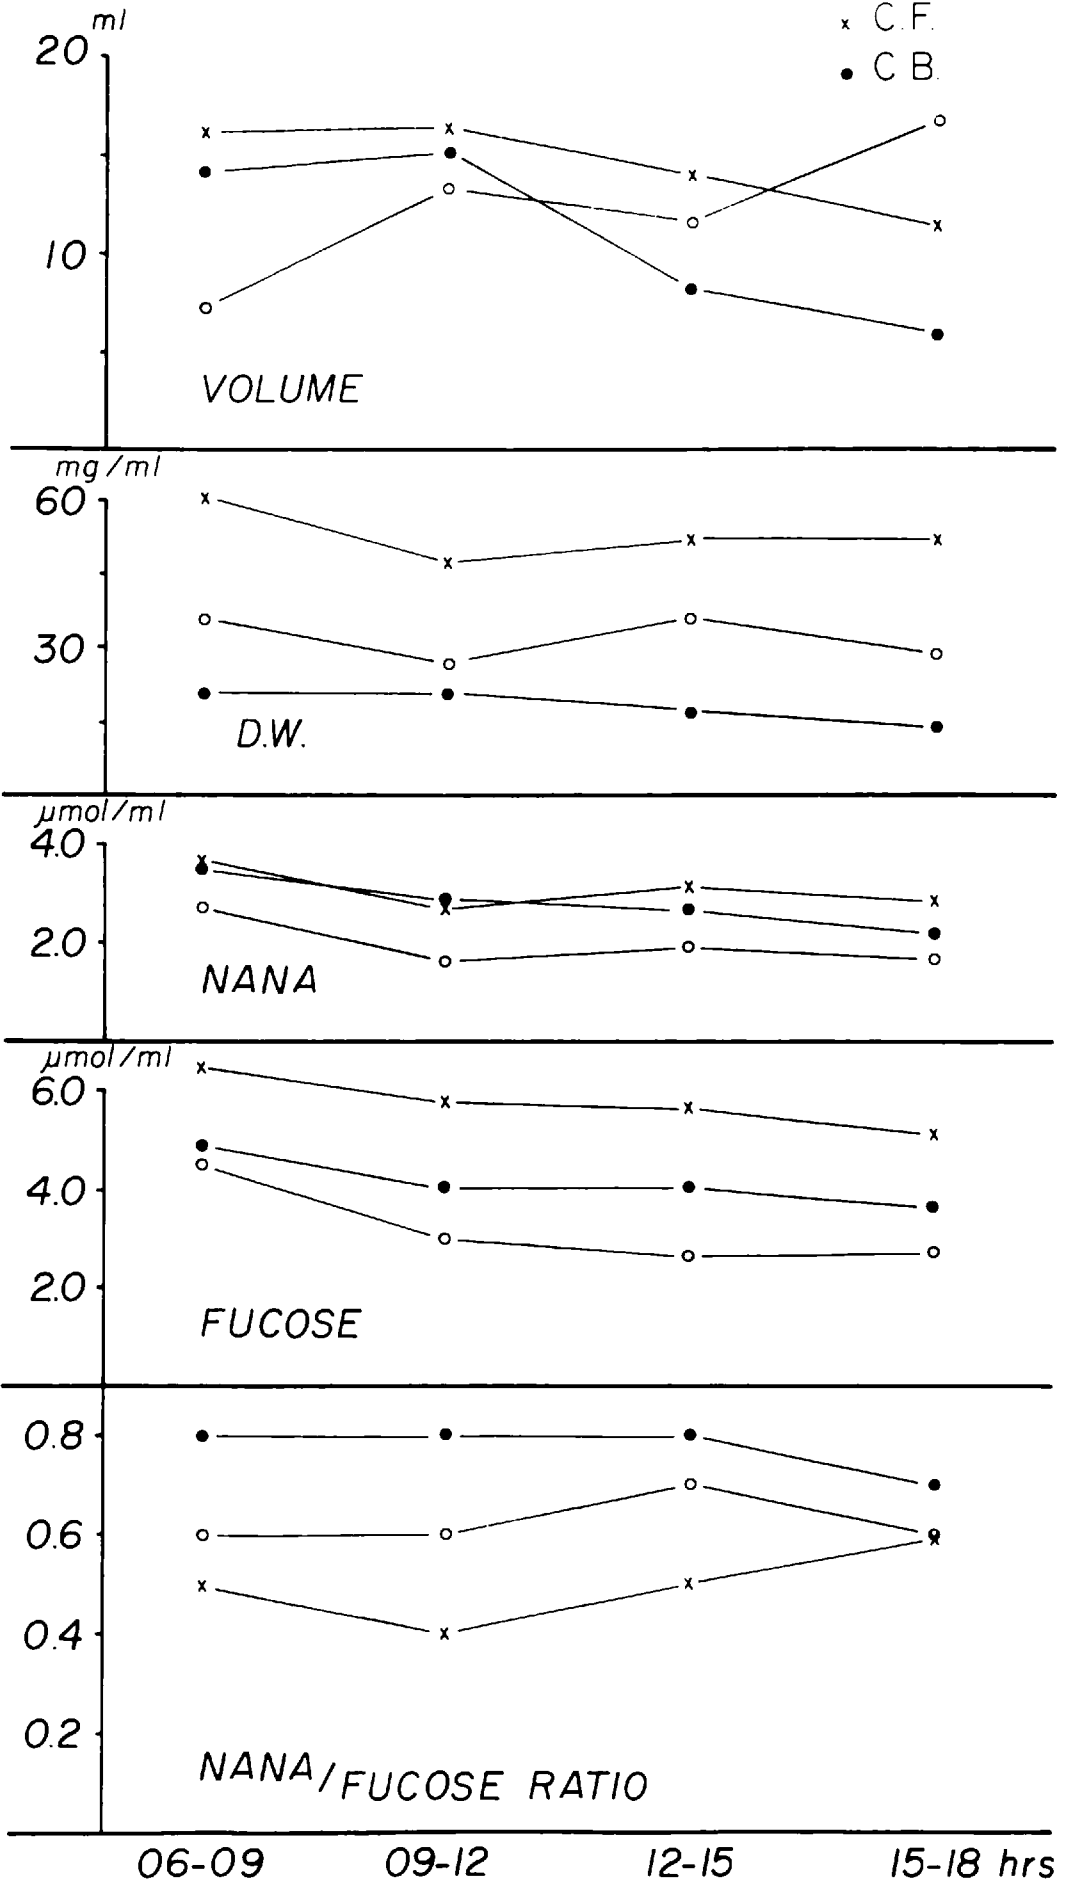 ml
x C.F.
● C B.
20
10
VOLUME
mg/ml
60
30
D.W.
μmol/ml
4.0
2.0
NANA
μmol/ml
6.0
4.0
2.0
FUCOSE
0.8
0.6
0.4
0.2
NANA/FUCOSE RATIO
06-09 09-12 12-15 15-18 hrs